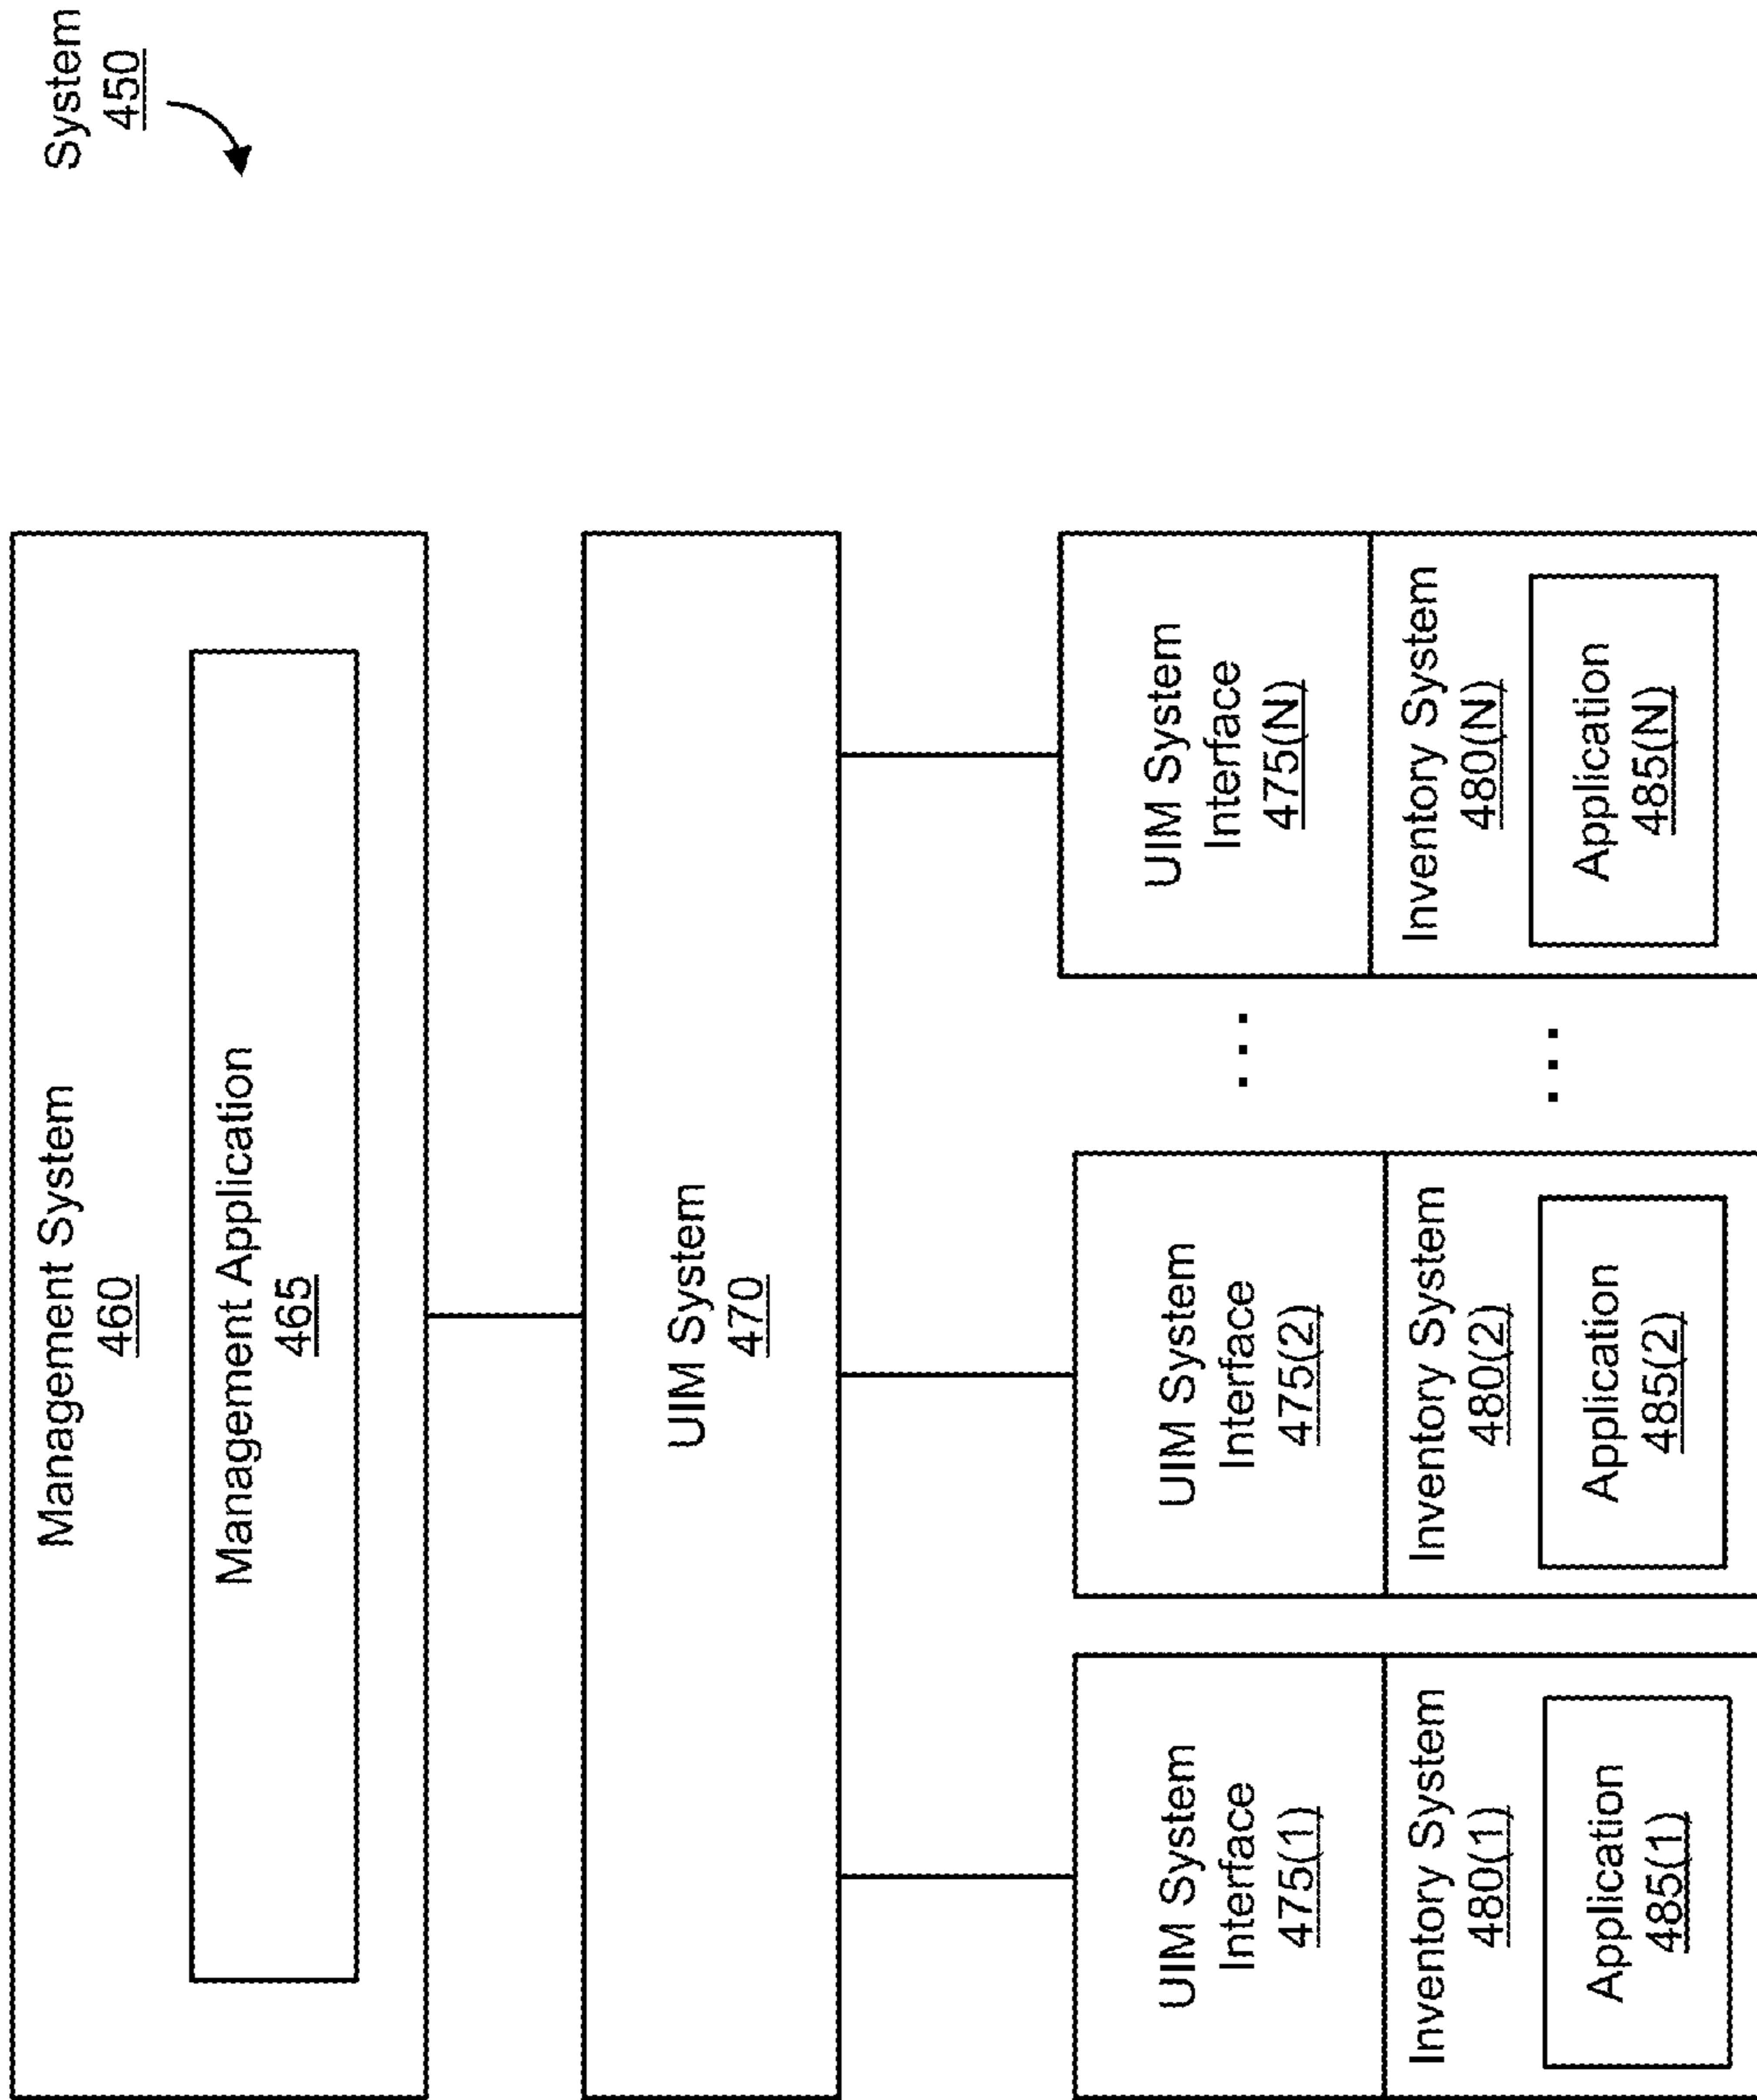 System
450
Management System
460
Management Application
465
UIM System
470
UIM System
Interface
475(1)
Inventory System
480(1)
Application
485(1)
UIM System
Interface
475(2)
Inventory System
480(2)
Application
485(2)
...
...
UIM System
Interface
475(N)
Inventory System
480(N)
Application
485(N)